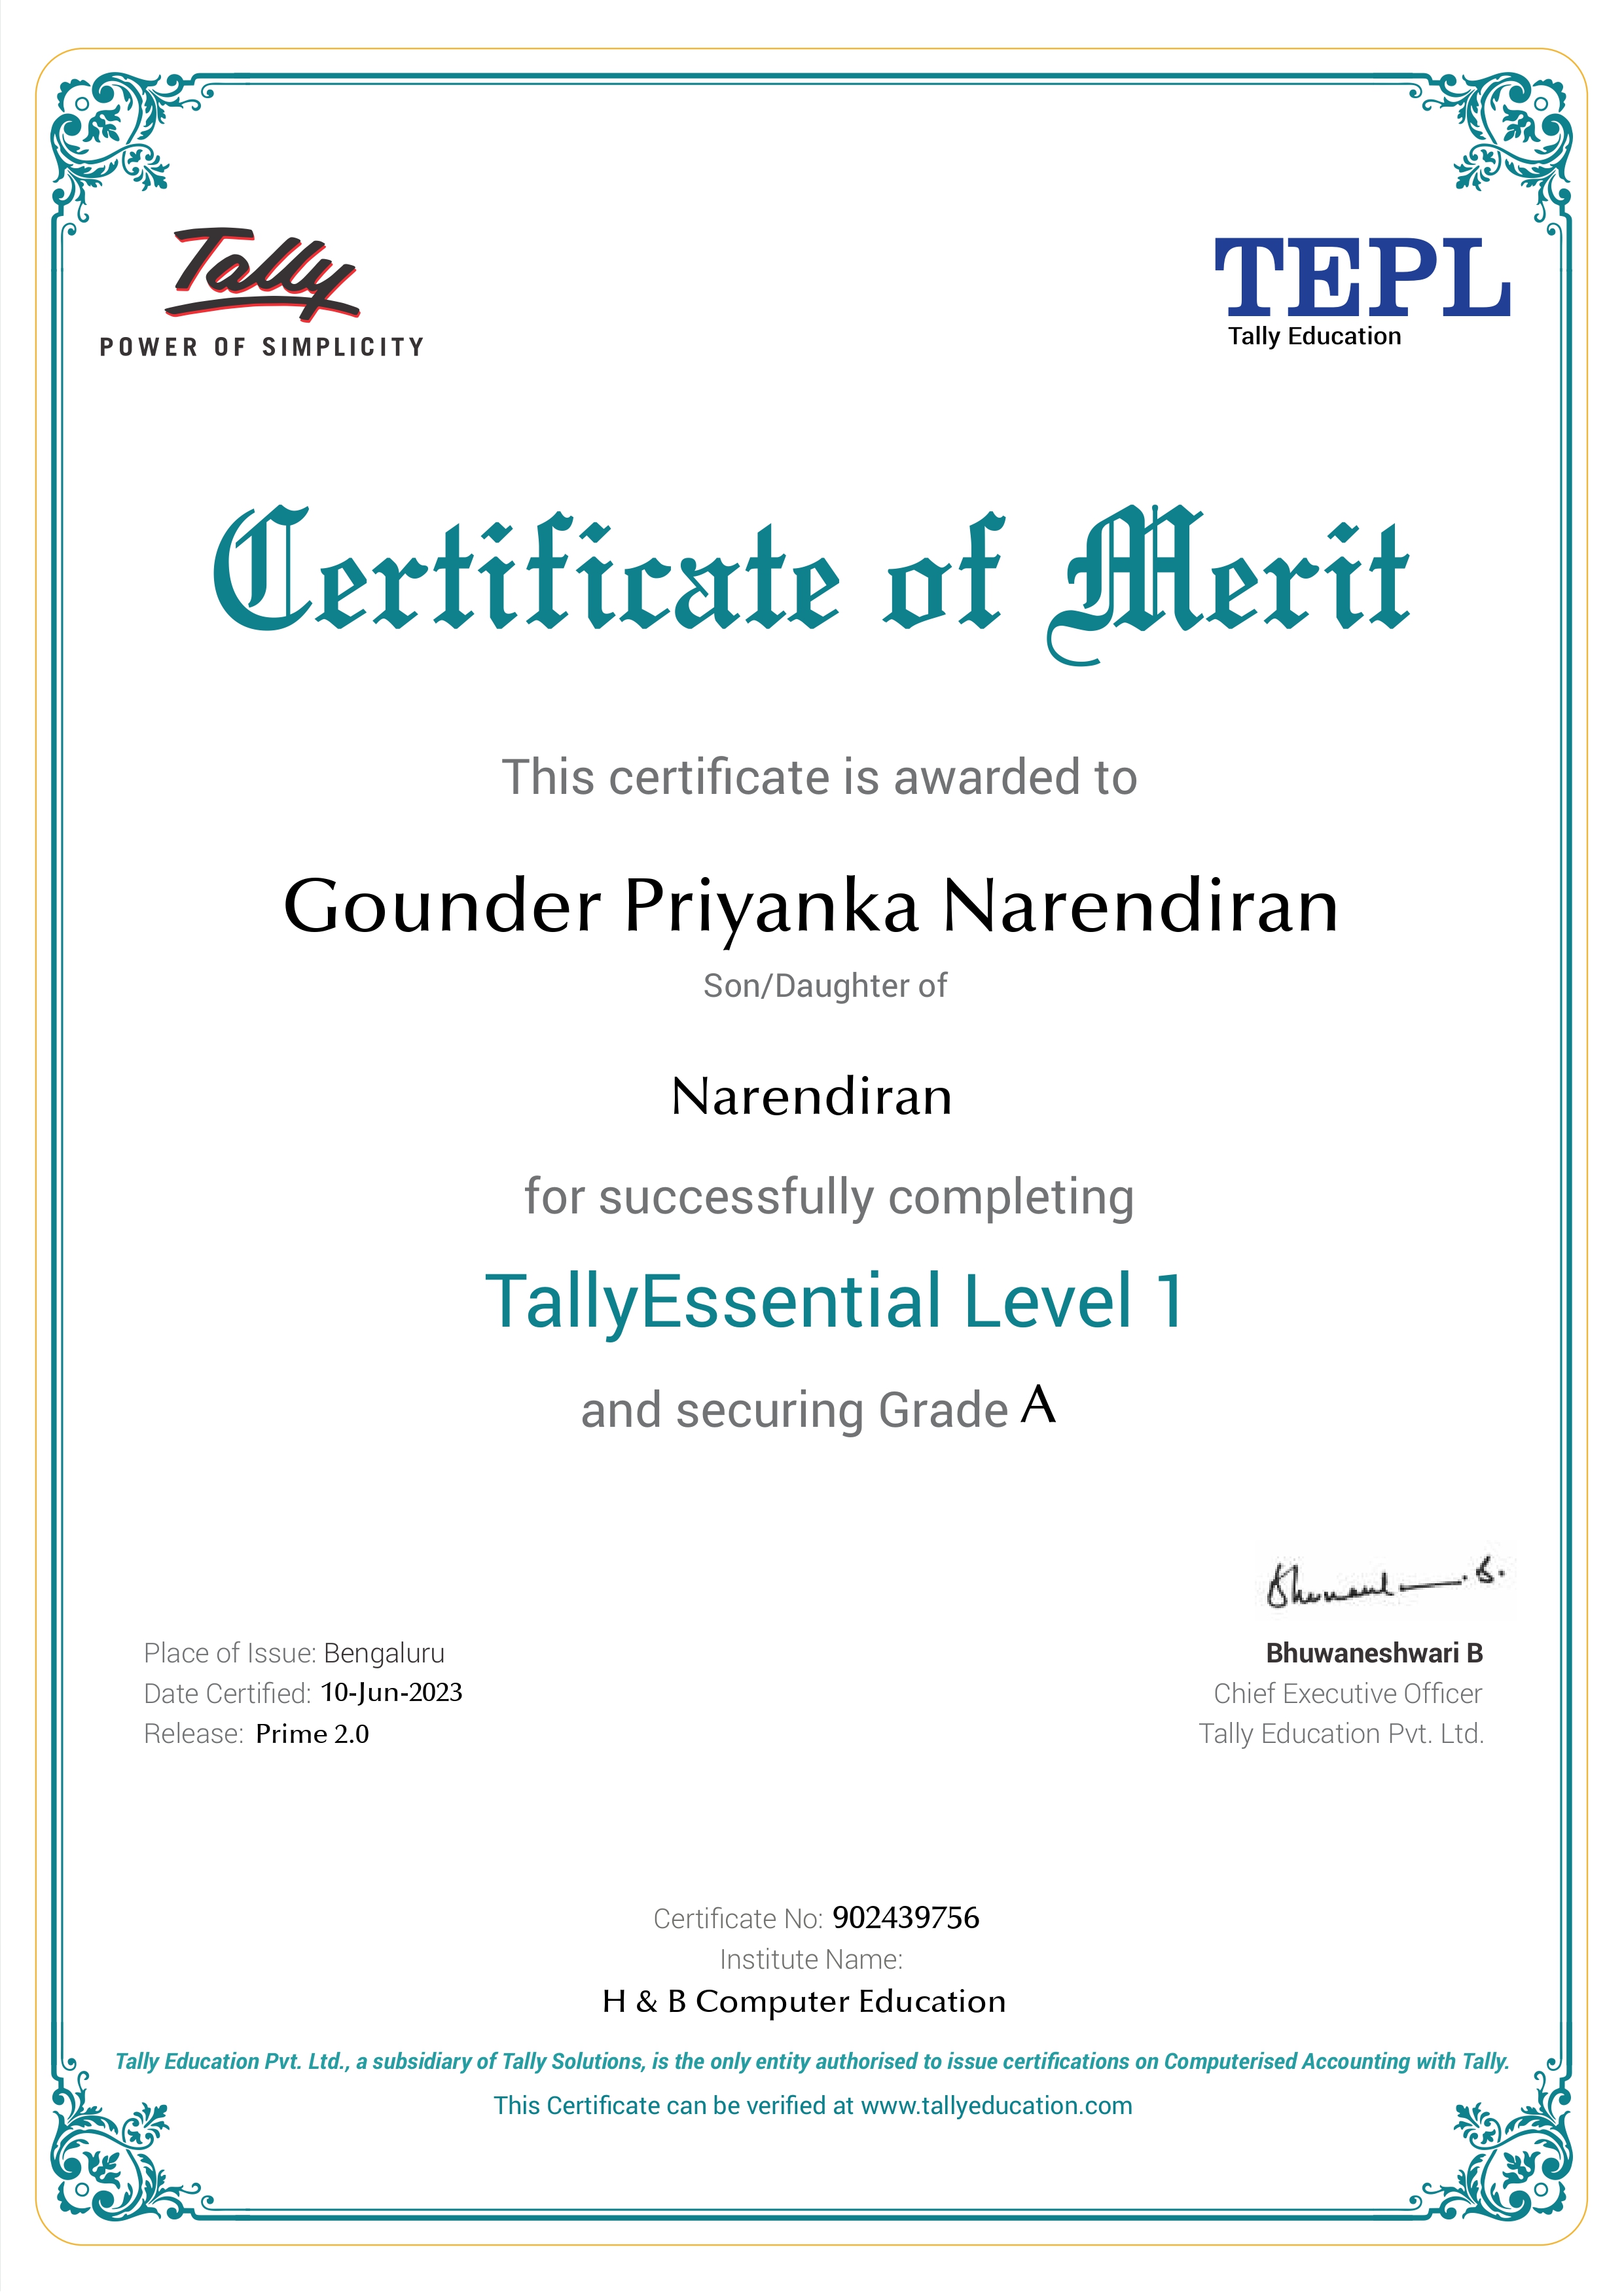 Tally
POWER OF SIMPLICITY
TEPL
Tally Education
Certificate of Merit
This certificate is awarded to
Gounder Priyanka Narendiran
Son/Daughter of
Narendiran
for successfully completing
TallyEssential Level 1
and securing Grade A
Place of Issue: Bengaluru
Date Certified: 10-Jun-2023
Release: Prime 2.0
Bhuwaneshwari B
Chief Executive Officer
Tally Education Pvt. Ltd.
Certificate No: 902439756
Institute Name:
H & B Computer Education
Tally Education Pvt. Ltd., a subsidiary of Tally Solutions, is the only entity authorised to issue certifications on Computerised Accounting with Tally.
This Certificate can be verified at www.tallyeducation.com